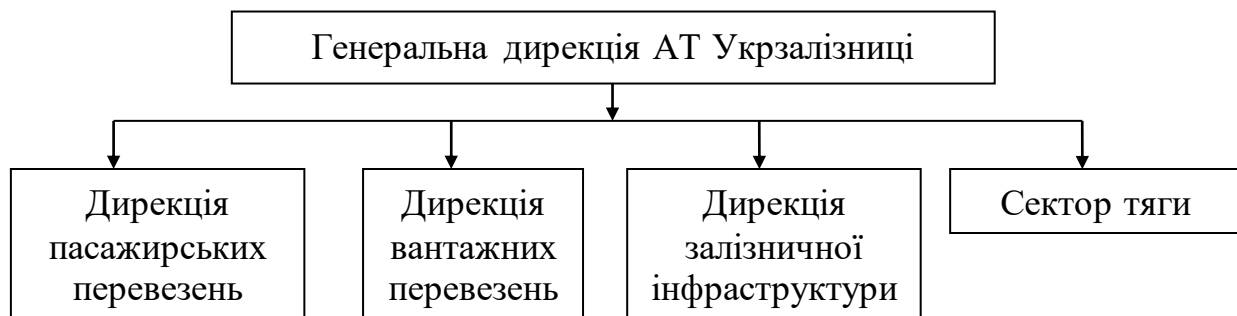 Генеральна дирекція АТ Укрзалізниці
Дирекція
пасажирських
перевезень
Дирекція
вантажних
перевезень
Дирекція
залізничної
інфраструктури
Сектор тяги